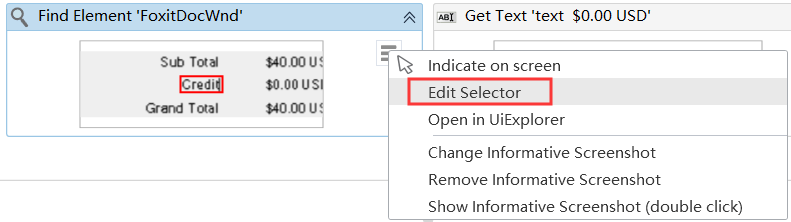 Find Element 'FoxitDocWnd'
Get Text 'text $0.00 USD'
Sub Total $40.00 US
Credit $0.00 USI
Grand Total $40.00 US
Indicate on screen
Edit Selector
Open in UiExplorer
Change Informative Screenshot
Remove Informative Screenshot
Show Informative Screenshot (double click)